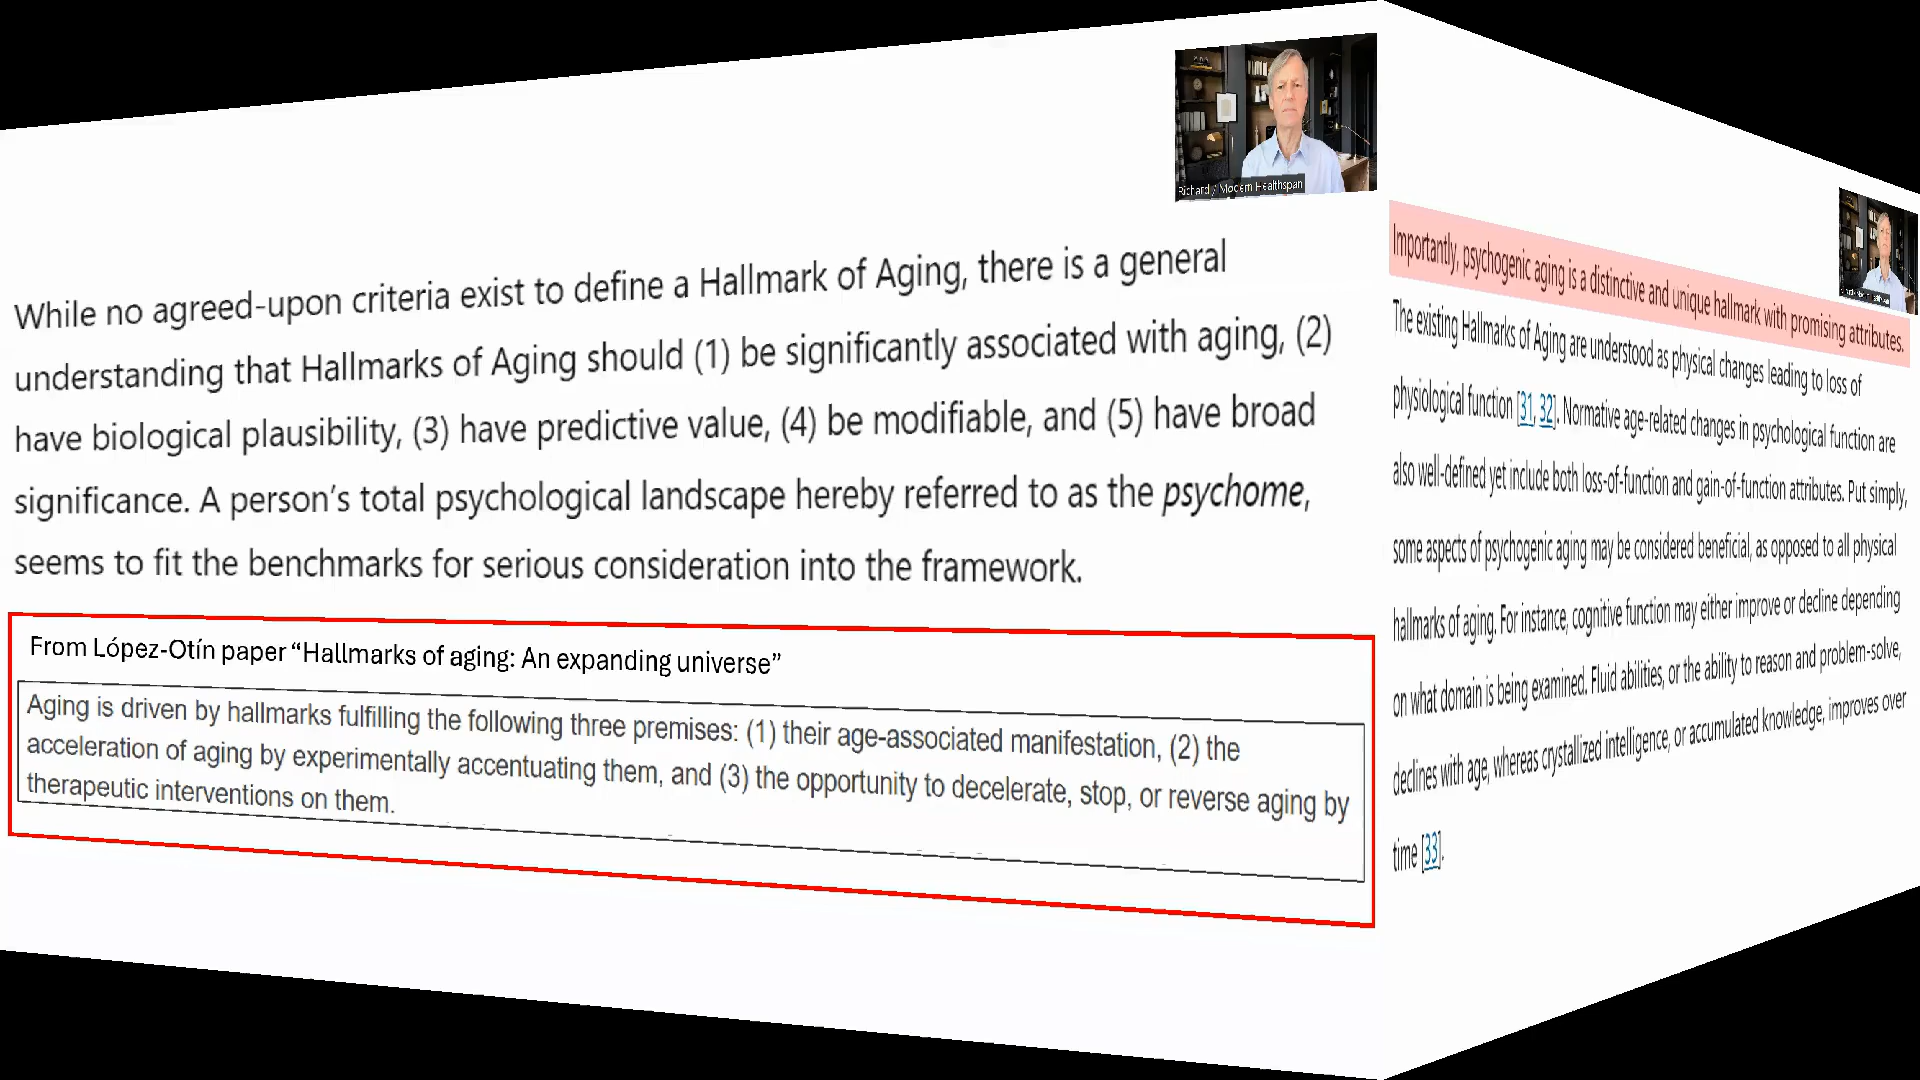 Richard / Modern Healthspan
While no agreed-upon criteria exist to define a Hallmark of Aging, there is a general
understanding that Hallmarks of Aging should (1) be significantly associated with aging, (2)
have biological plausibility, (3) have predictive value, (4) be modifiable, and (5) have broad
significance. A person’s total psychological landscape hereby referred to as the psychome,
seems to fit the benchmarks for serious consideration into the framework.
From López-Otín paper “Hallmarks of aging: An expanding universe”
Aging is driven by hallmarks fulfilling the following three premises: (1) their age-associated manifestation, (2) the
acceleration of aging by experimentally accentuating them, and (3) the opportunity to decelerate, stop, or reverse aging by
therapeutic interventions on them.
Importantly, psychogenic aging is a distinctive and unique hallmark with promising attributes.
The existing Hallmarks of Aging are understood as physical changes leading to loss of
physiological function [31, 32]. Normative age-related changes in psychological function are
also well-defined yet include both loss-of-function and gain-of-function attributes. Put simply,
some aspects of psychogenic aging may be considered beneficial, as opposed to all physical
hallmarks of aging. For instance, cognitive function may either improve or decline depending
on what domain is being examined. Fluid abilities, or the ability to reason and problem-solve,
declines with age, whereas crystallized intelligence, or accumulated knowledge, improves over
time [33].